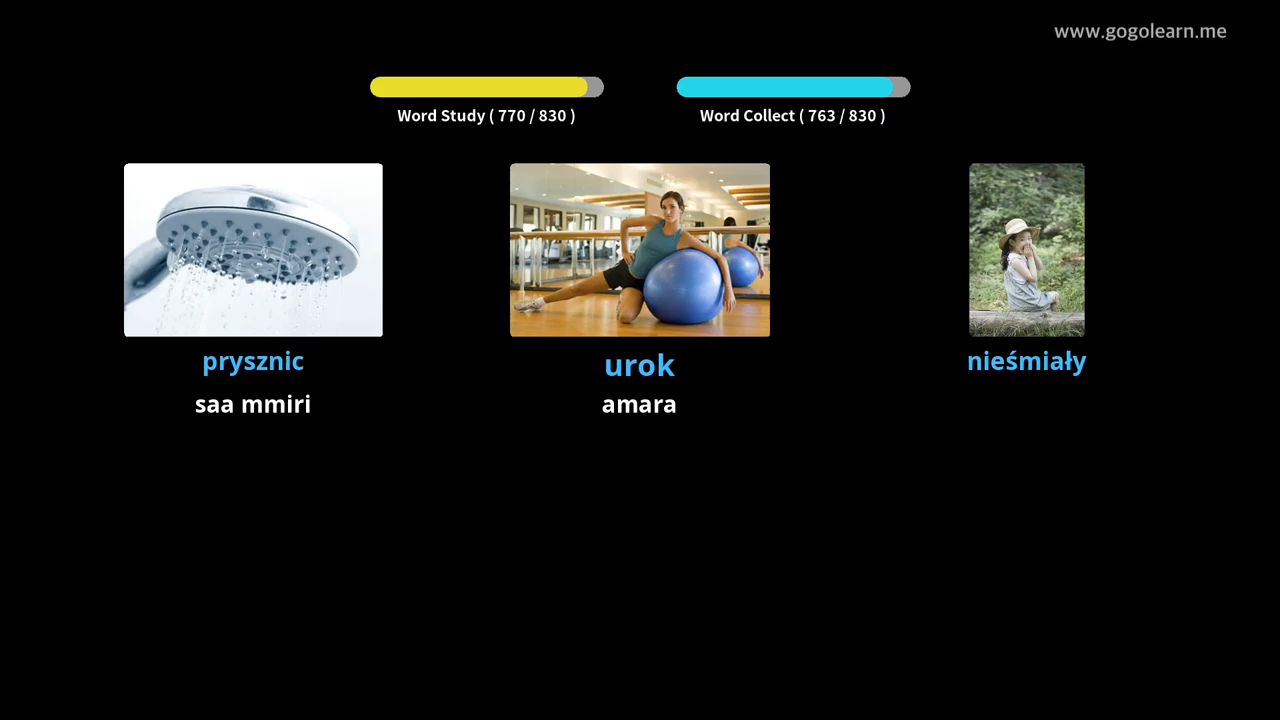 www.gogolearn.me
Word Study ( 770 / 830 )
Word Collect ( 763 / 830 )
prysznic
urok
nieśmiały
saa mmiri
amara